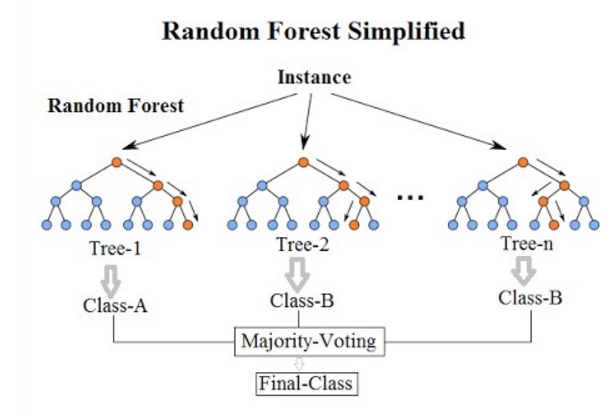 Random Forest Simplified
Instance
Random Forest
...
Tree-1
Tree-2
Tree-n
Class-A
Class-B
Class-B
Majority-Voting
Final-Class